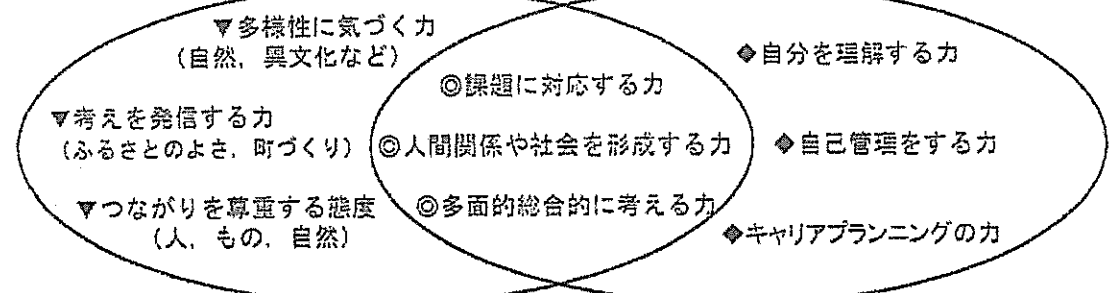 ▼多様性に気づく力
(自然，異文化など)
▼考えを発信する力
(ふるさとのよさ，町づくり)
▼つながりを尊重する態度
(人，もの，自然)
◎課題に対応する力
◎人間関係や社会を形成する力
◎多面的総合的に考える力
◆自分を理解する力
◆自己管理をする力
◆キャリアプランニングの力